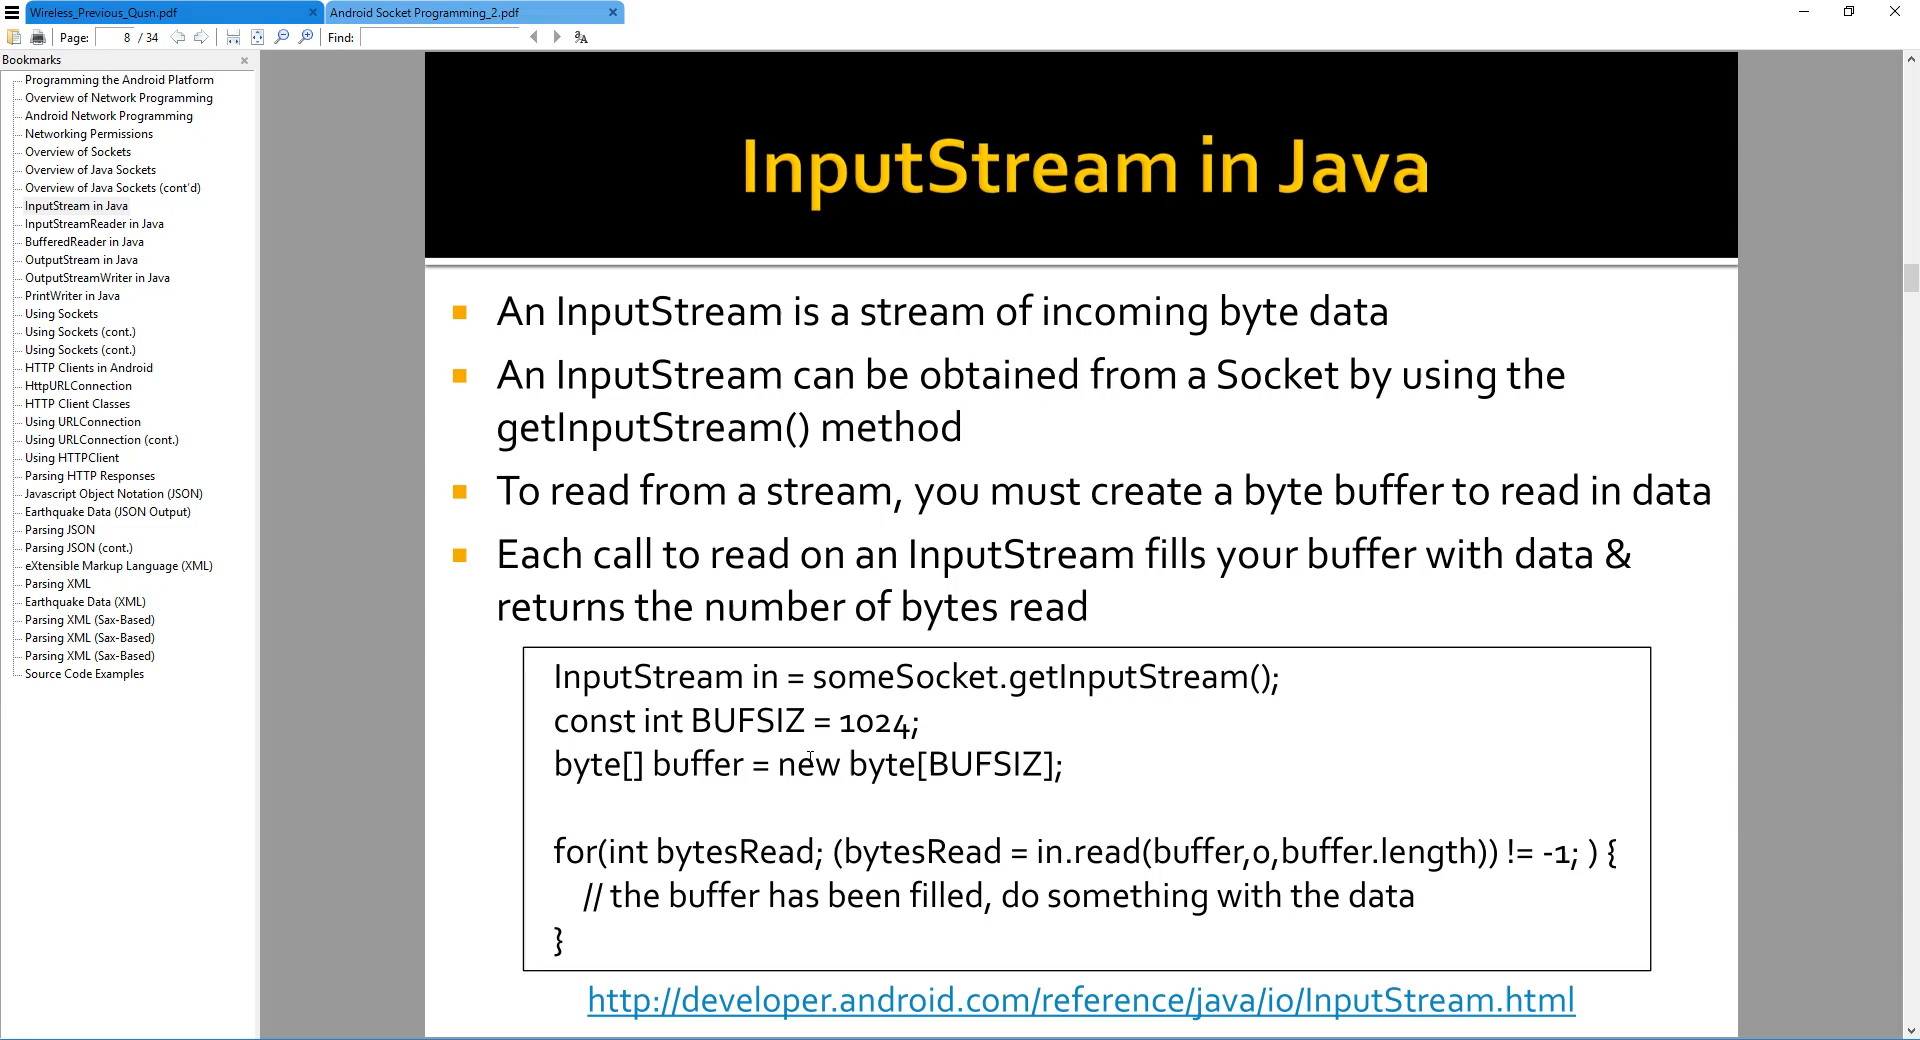 Wireless_Previous_Qusn.pdf
Android Socket Programming_2.pdf
Page: 8 / 34
Find:
Bookmarks
Programming the Android Platform
Overview of Network Programming
Android Network Programming
Networking Permissions
Overview of Sockets
Overview of Java Sockets
Overview of Java Sockets (cont'd)
InputStream in Java
InputStreamReader in Java
BufferedReader in Java
OutputStream in Java
OutputStreamWriter in Java
PrintWriter in Java
Using Sockets
Using Sockets (cont.)
Using Sockets (cont.)
HTTP Clients in Android
HttpURLConnection
HTTP Client Classes
Using URLConnection
Using URLConnection (cont.)
Using HTTPClient
Parsing HTTP Responses
Javascript Object Notation (JSON)
Earthquake Data (JSON Output)
Parsing JSON
Parsing JSON (cont.)
eXtensible Markup Language (XML)
Parsing XML
Earthquake Data (XML)
Parsing XML (Sax-Based)
Parsing XML (Sax-Based)
Parsing XML (Sax-Based)
Source Code Examples
InputStream in Java
An InputStream is a stream of incoming byte data
An InputStream can be obtained from a Socket by using the
getInputStream() method
To read from a stream, you must create a byte buffer to read in data
Each call to read on an InputStream fills your buffer with data &
returns the number of bytes read
InputStream in = someSocket.getInputStream();
const int BUFSIZ = 1024;
byte[] buffer = new byte[BUFSIZ];
for(int bytesRead; (bytesRead = in.read(buffer,0,buffer.length)) != -1; ) {
// the buffer has been filled, do something with the data
}
http://developer.android.com/reference/java/io/InputStream.html